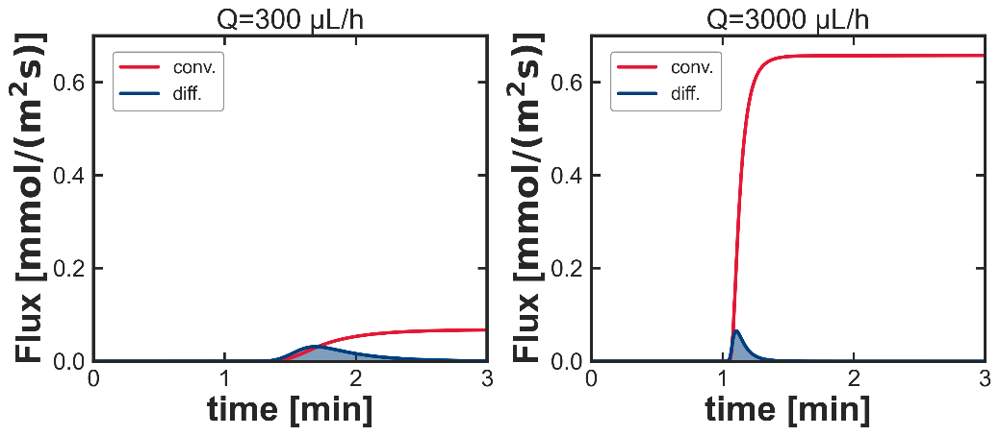 Q=300 µL/h
Flux [mmol/(m²s)]
0.6
0.4
0.2
0.0
conv.
diff.
0 1 2 3
time [min]
Q=3000 µL/h
Flux [mmol/(m²s)]
0.6
0.4
0.2
0.0
conv.
diff.
0 1 2 3
time [min]